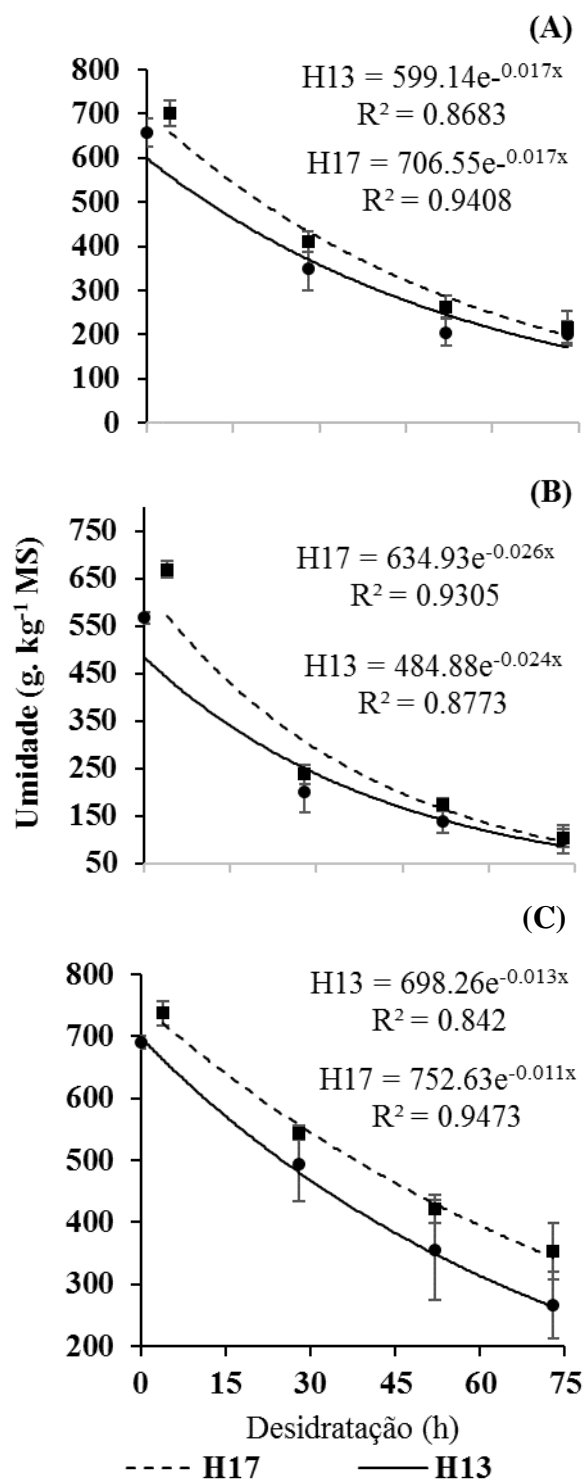 (A)
800
700
600
500
400
300
200
100
0
H13 = 599.14e-⁰·⁰¹⁷ˣ
R² = 0.8683
H17 = 706.55e-⁰·⁰¹⁷ˣ
R² = 0.9408
(B)
750
650
550
450
350
250
150
50
H17 = 634.93e⁻⁰·⁰²⁶ˣ
R² = 0.9305
H13 = 484.88e⁻⁰·⁰²⁴ˣ
R² = 0.8773
Umidade (g. kg⁻¹ MS)
(C)
800
700
600
500
400
300
200
H13 = 698.26e⁻⁰·⁰¹³ˣ
R² = 0.842
H17 = 752.63e⁻⁰·⁰¹¹ˣ
R² = 0.9473
0 15 30 45 60 75
Desidratação (h)
H17 H13